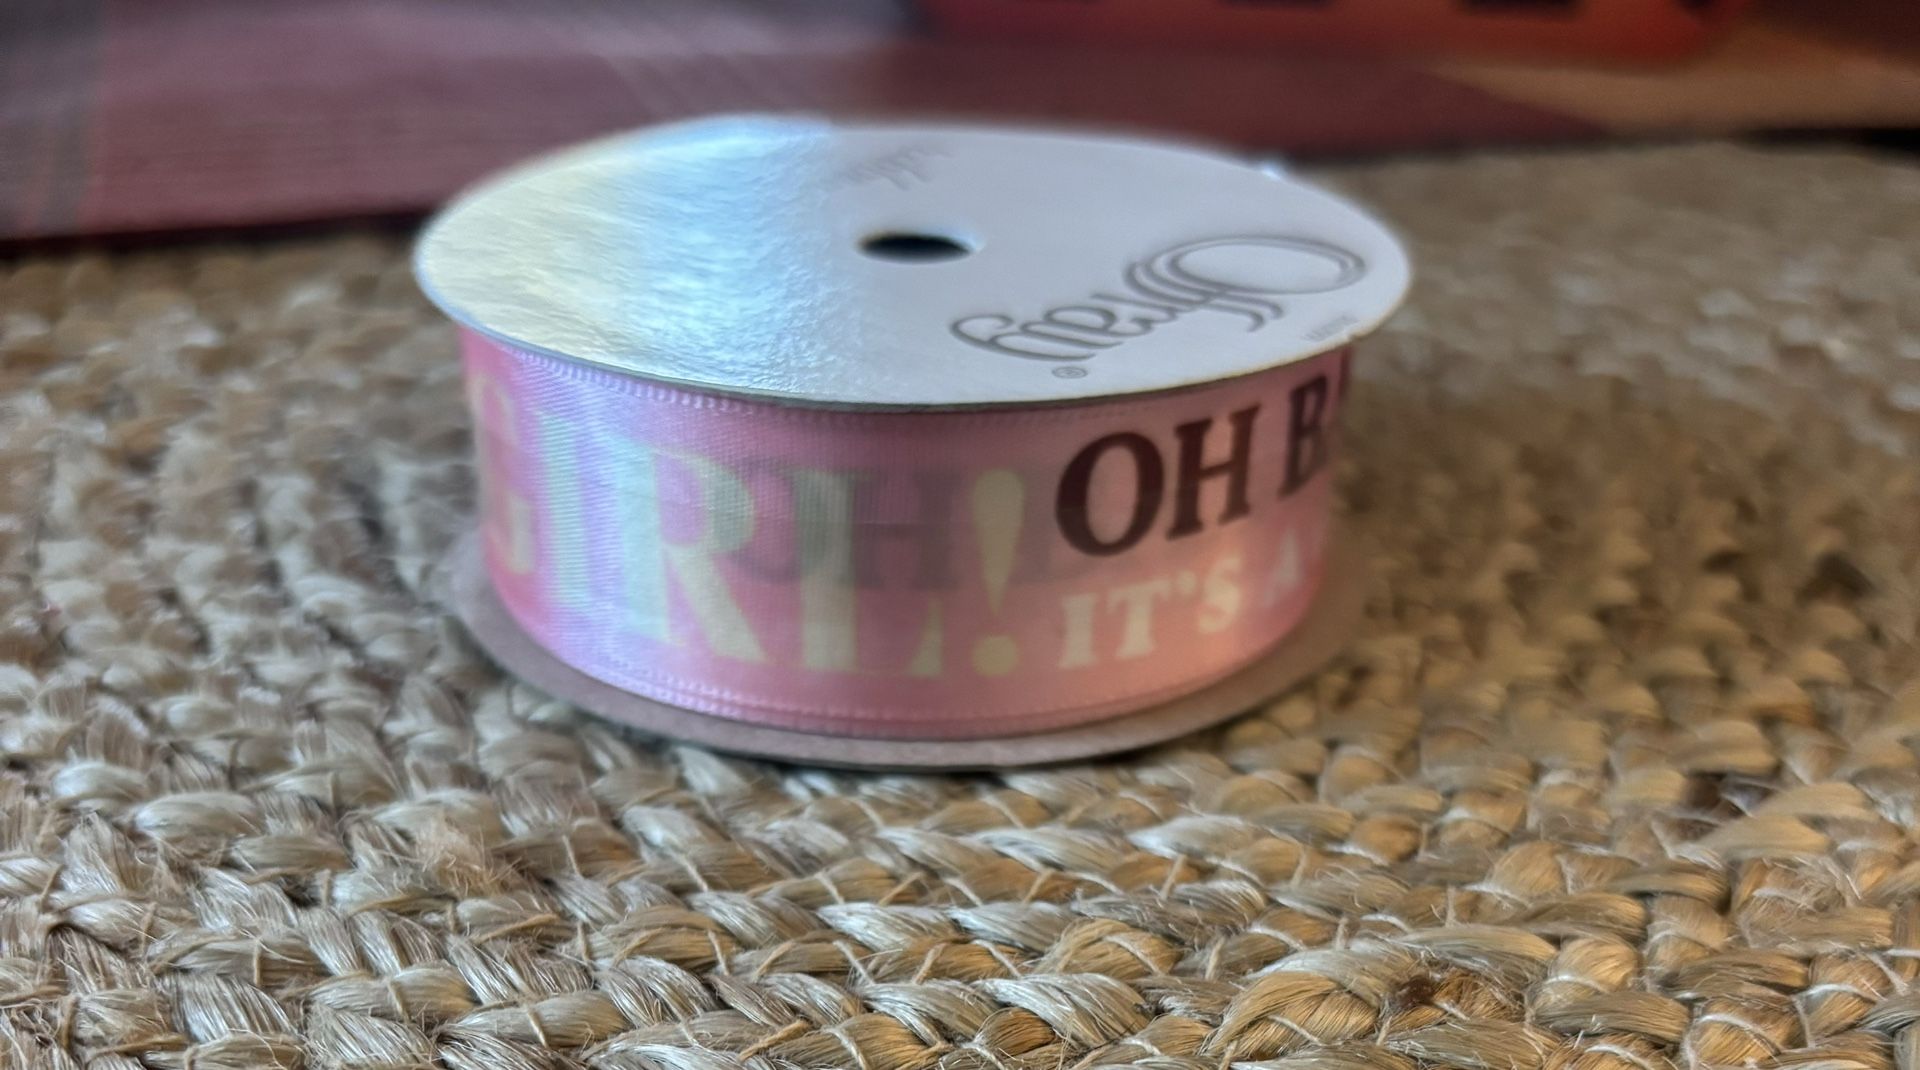 Offray®
GIRL!
OH B
IT'S A